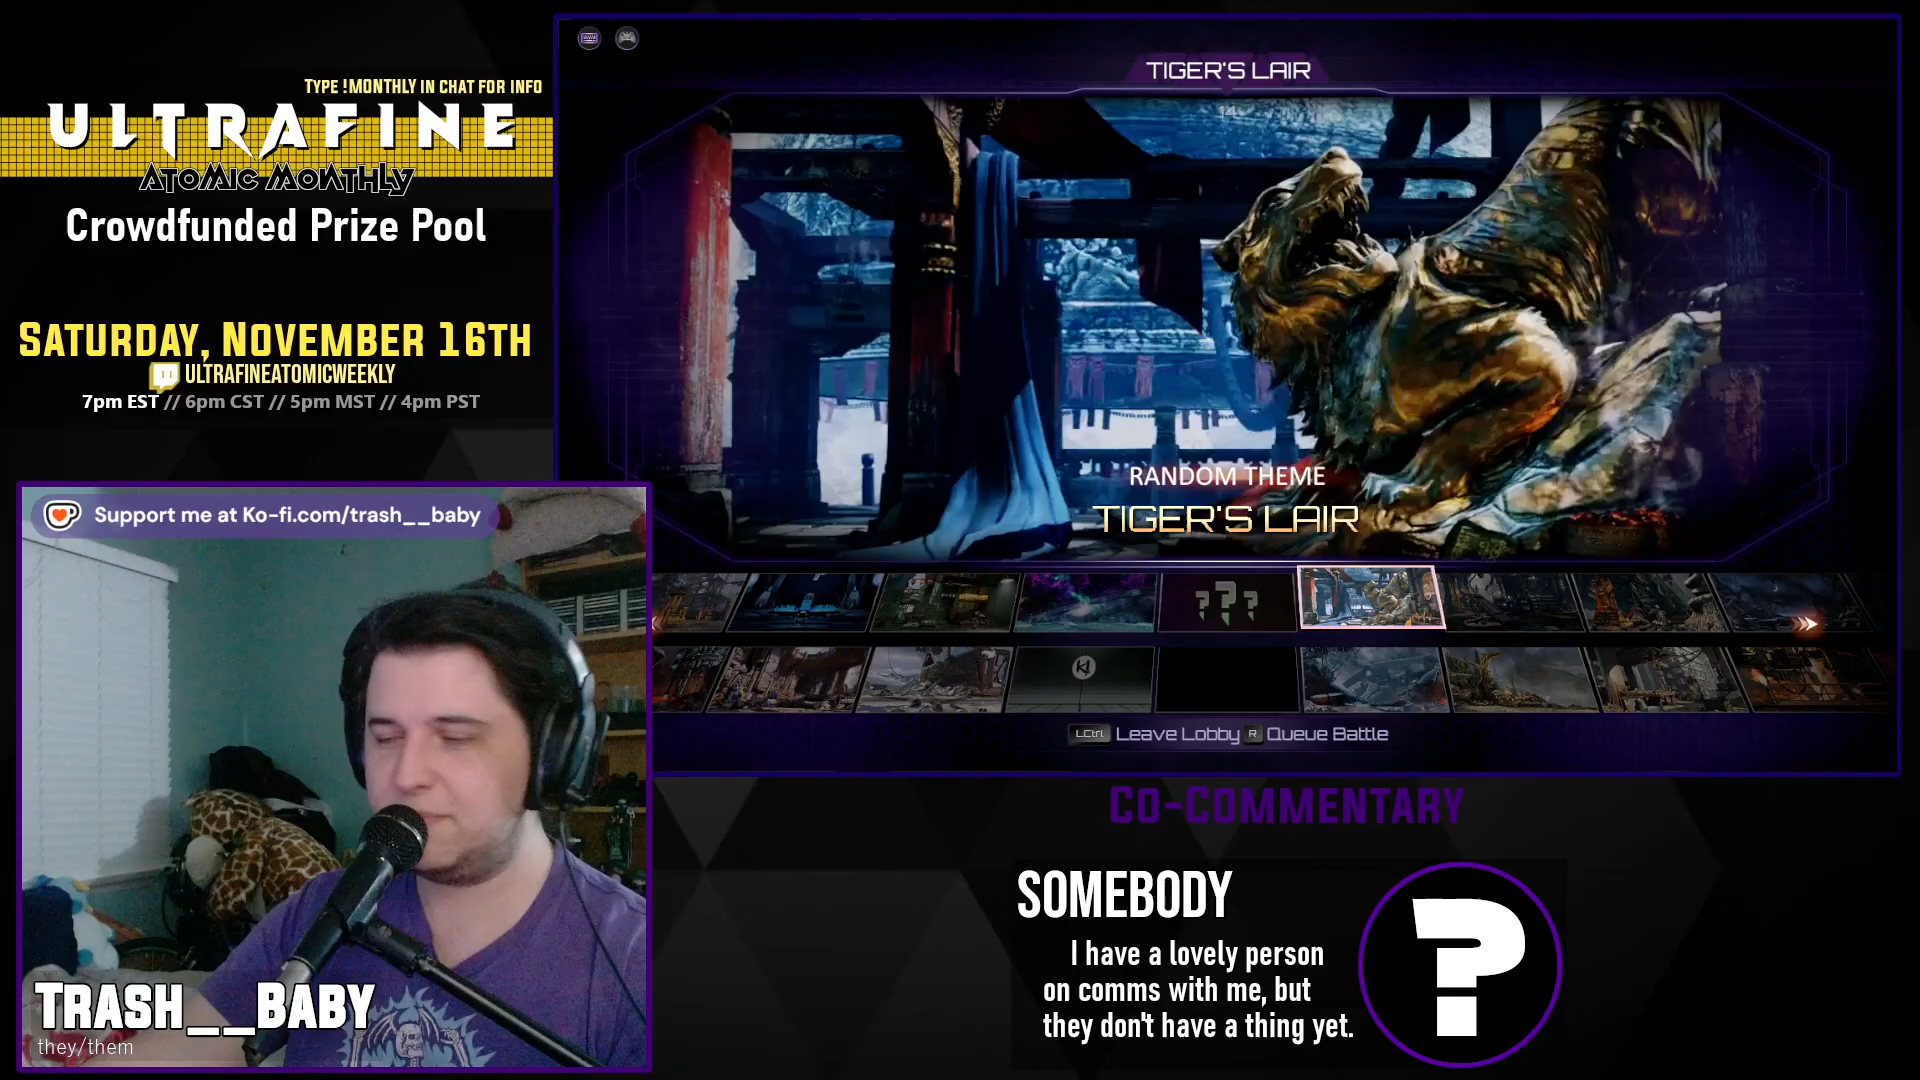 Type !monthly in chat for info
ULTRAFINE
ATOMIC MONTHLY
Crowdfunded Prize Pool
Saturday, November 16th
ULTRAFINEATOMICWEEKLY
7pm EST // 6pm CST // 5pm MST // 4pm PST
TIGER'S LAIR
14
RANDOM THEME
TIGER'S LAIR
???
KI
LCtrl Leave Lobby R Queue Battle
Support me at Ko-fi.com/trash__baby
Trash__Baby
they/them
Co-Commentary
SOMEBODY
I have a lovely person
on comms with me, but
they don't have a thing yet.
?